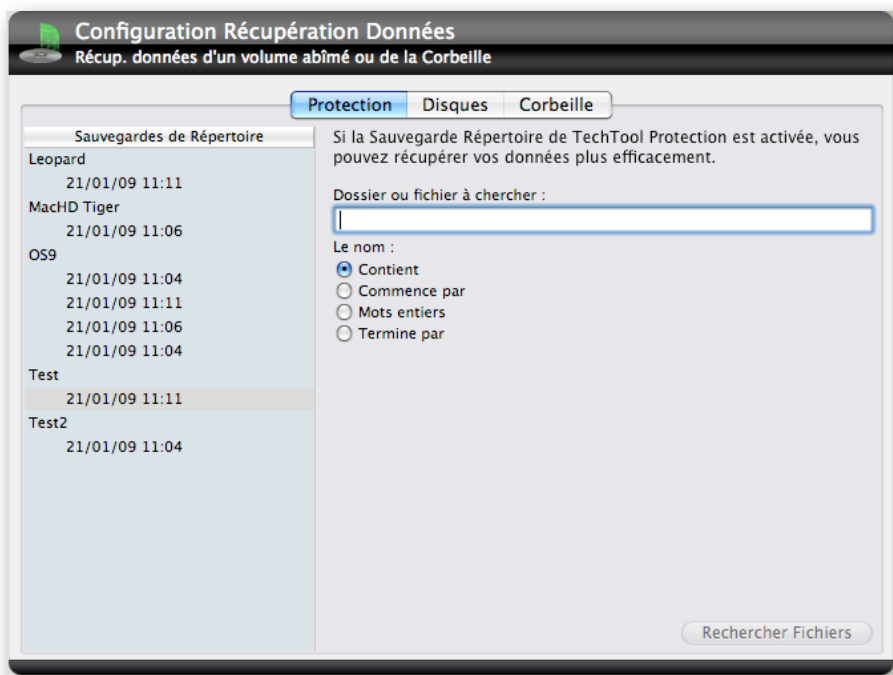 Configuration Récupération Données
Récup. données d'un volume abîmé ou de la Corbeille
Protection Disques Corbeille
Sauvegardes de Répertoire
Leopard
21/01/09 11:11
MacHD Tiger
21/01/09 11:06
OS9
21/01/09 11:04
21/01/09 11:11
21/01/09 11:06
21/01/09 11:04
Test
21/01/09 11:11
Test2
21/01/09 11:04
Si la Sauvegarde Répertoire de TechTool Protection est activée, vous
pouvez récupérer vos données plus efficacement.
Dossier ou fichier à chercher :
Le nom :
Contient
Commence par
Mots entiers
Termine par
Rechercher Fichiers